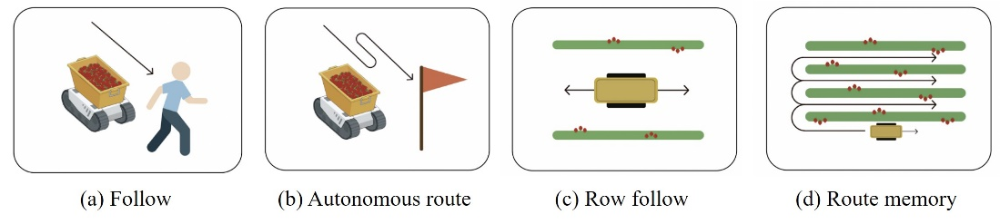 (a) Follow
(b) Autonomous route
(c) Row follow
(d) Route memory